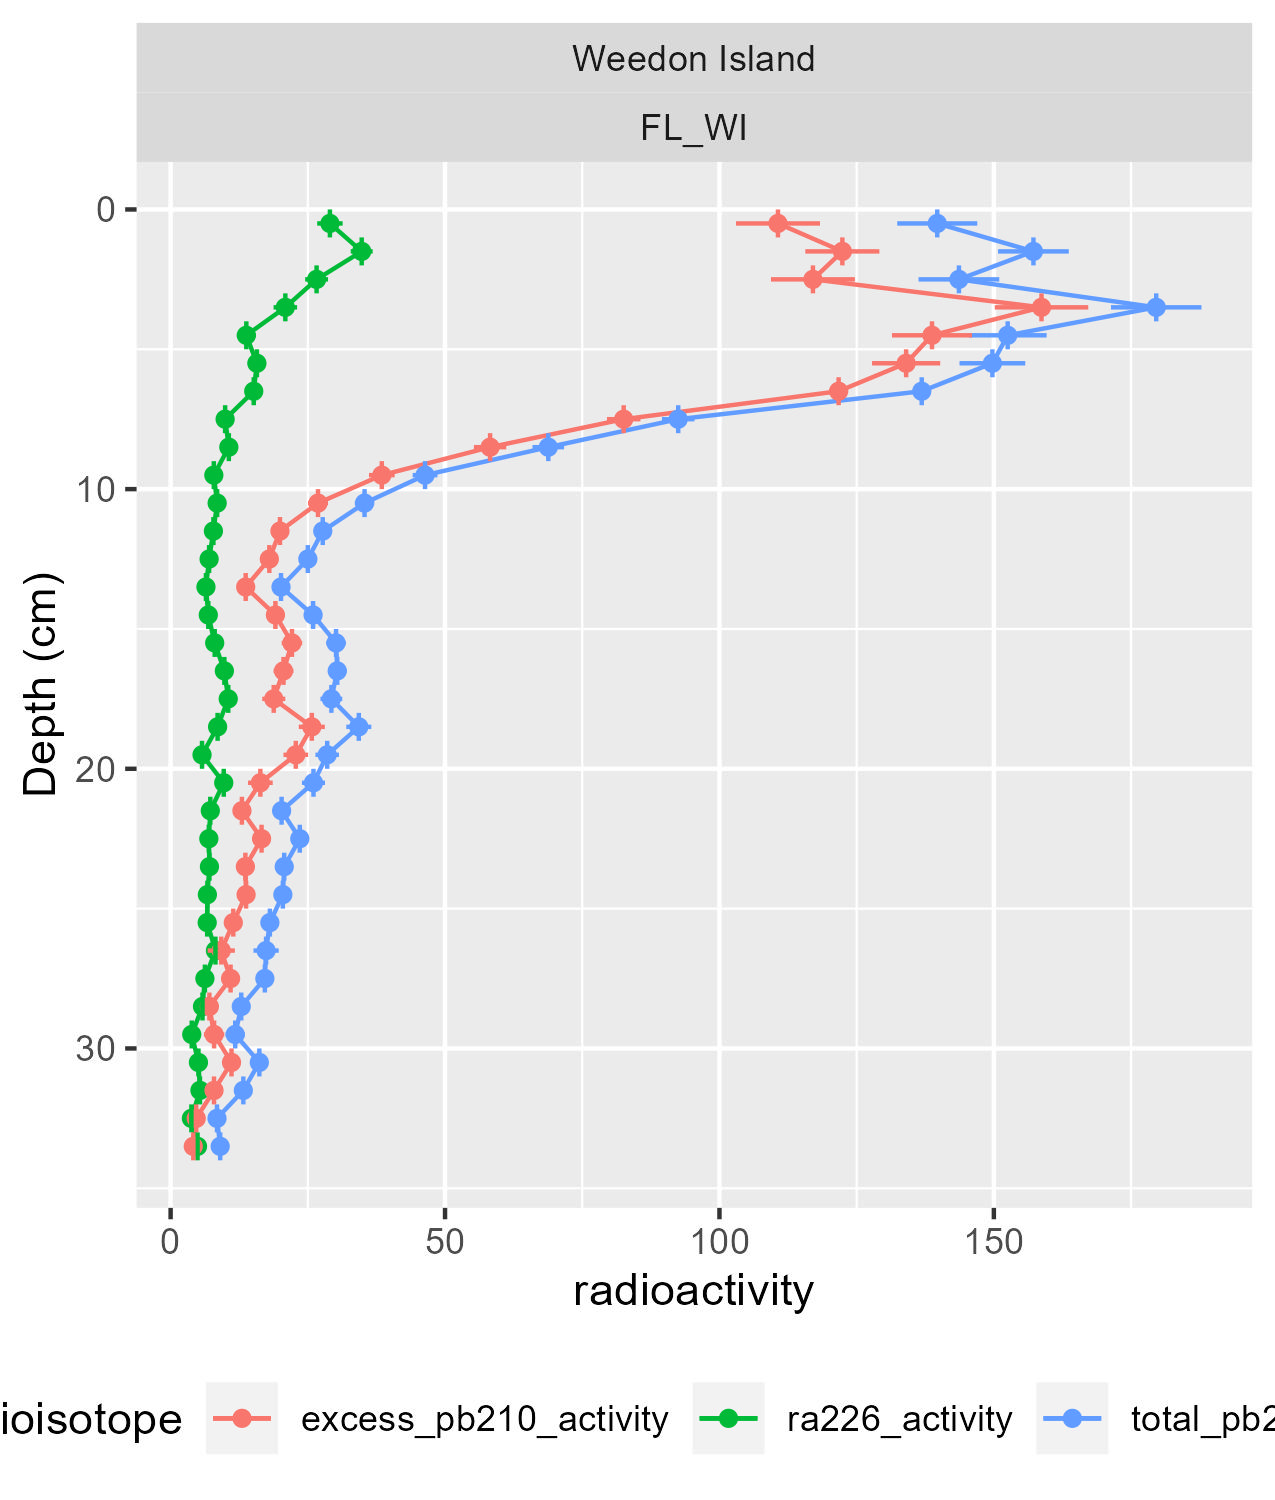 Weedon Island
FL_WI
0
10
20
30
Depth (cm)
0 50 100 150
radioactivity
ioisotope excess_pb210_activity ra226_activity total_pb2